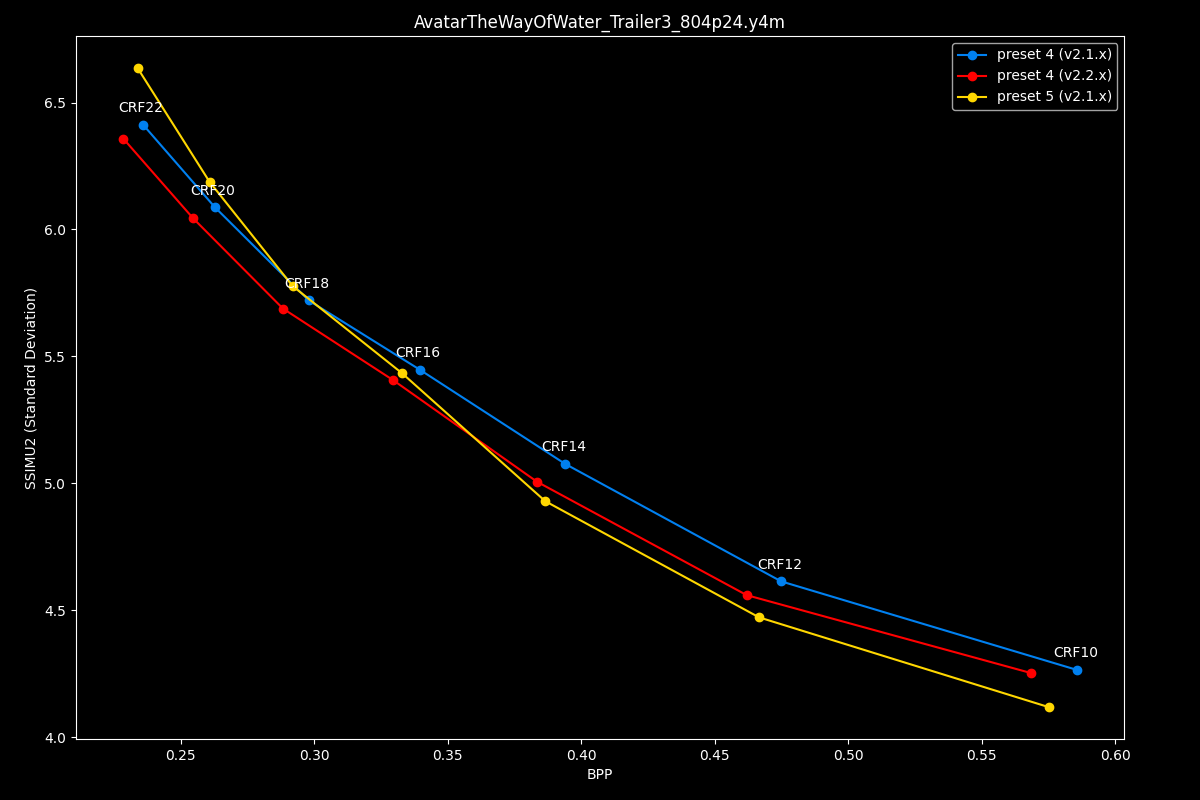 AvatarTheWayOfWater_Trailer3_804p24.y4m
preset 4 (v2.1.x)
preset 4 (v2.2.x)
preset 5 (v2.1.x)
CRF22
CRF20
CRF18
CRF16
CRF14
CRF12
CRF10
6.5
6.0
5.5
5.0
4.5
4.0
SSIMU2 (Standard Deviation)
0.25 0.30 0.35 0.40 0.45 0.50 0.55 0.60
BPP